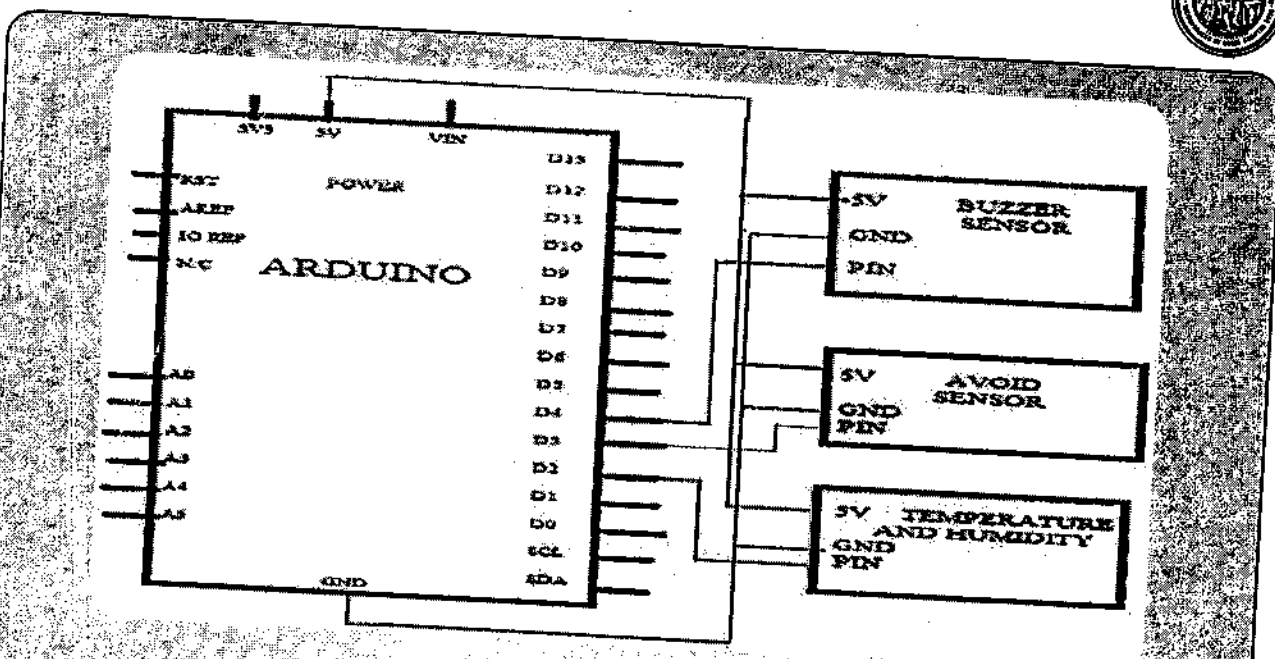 3V3 5V VIN
POWER
RST
AREF
IO REF
N.C
ARDUINO
A0
A1
A2
A3
A4
A5
GND
D13
D12
D11
D10
D9
D8
D7
D6
D5
D4
D3
D2
D1
D0
SCL
SDA
5V
GND
PIN
BUZZER
SENSOR
5V
GND
PIN
AVOID
SENSOR
5V
GND
PIN
TEMPERATURE
AND HUMIDITY